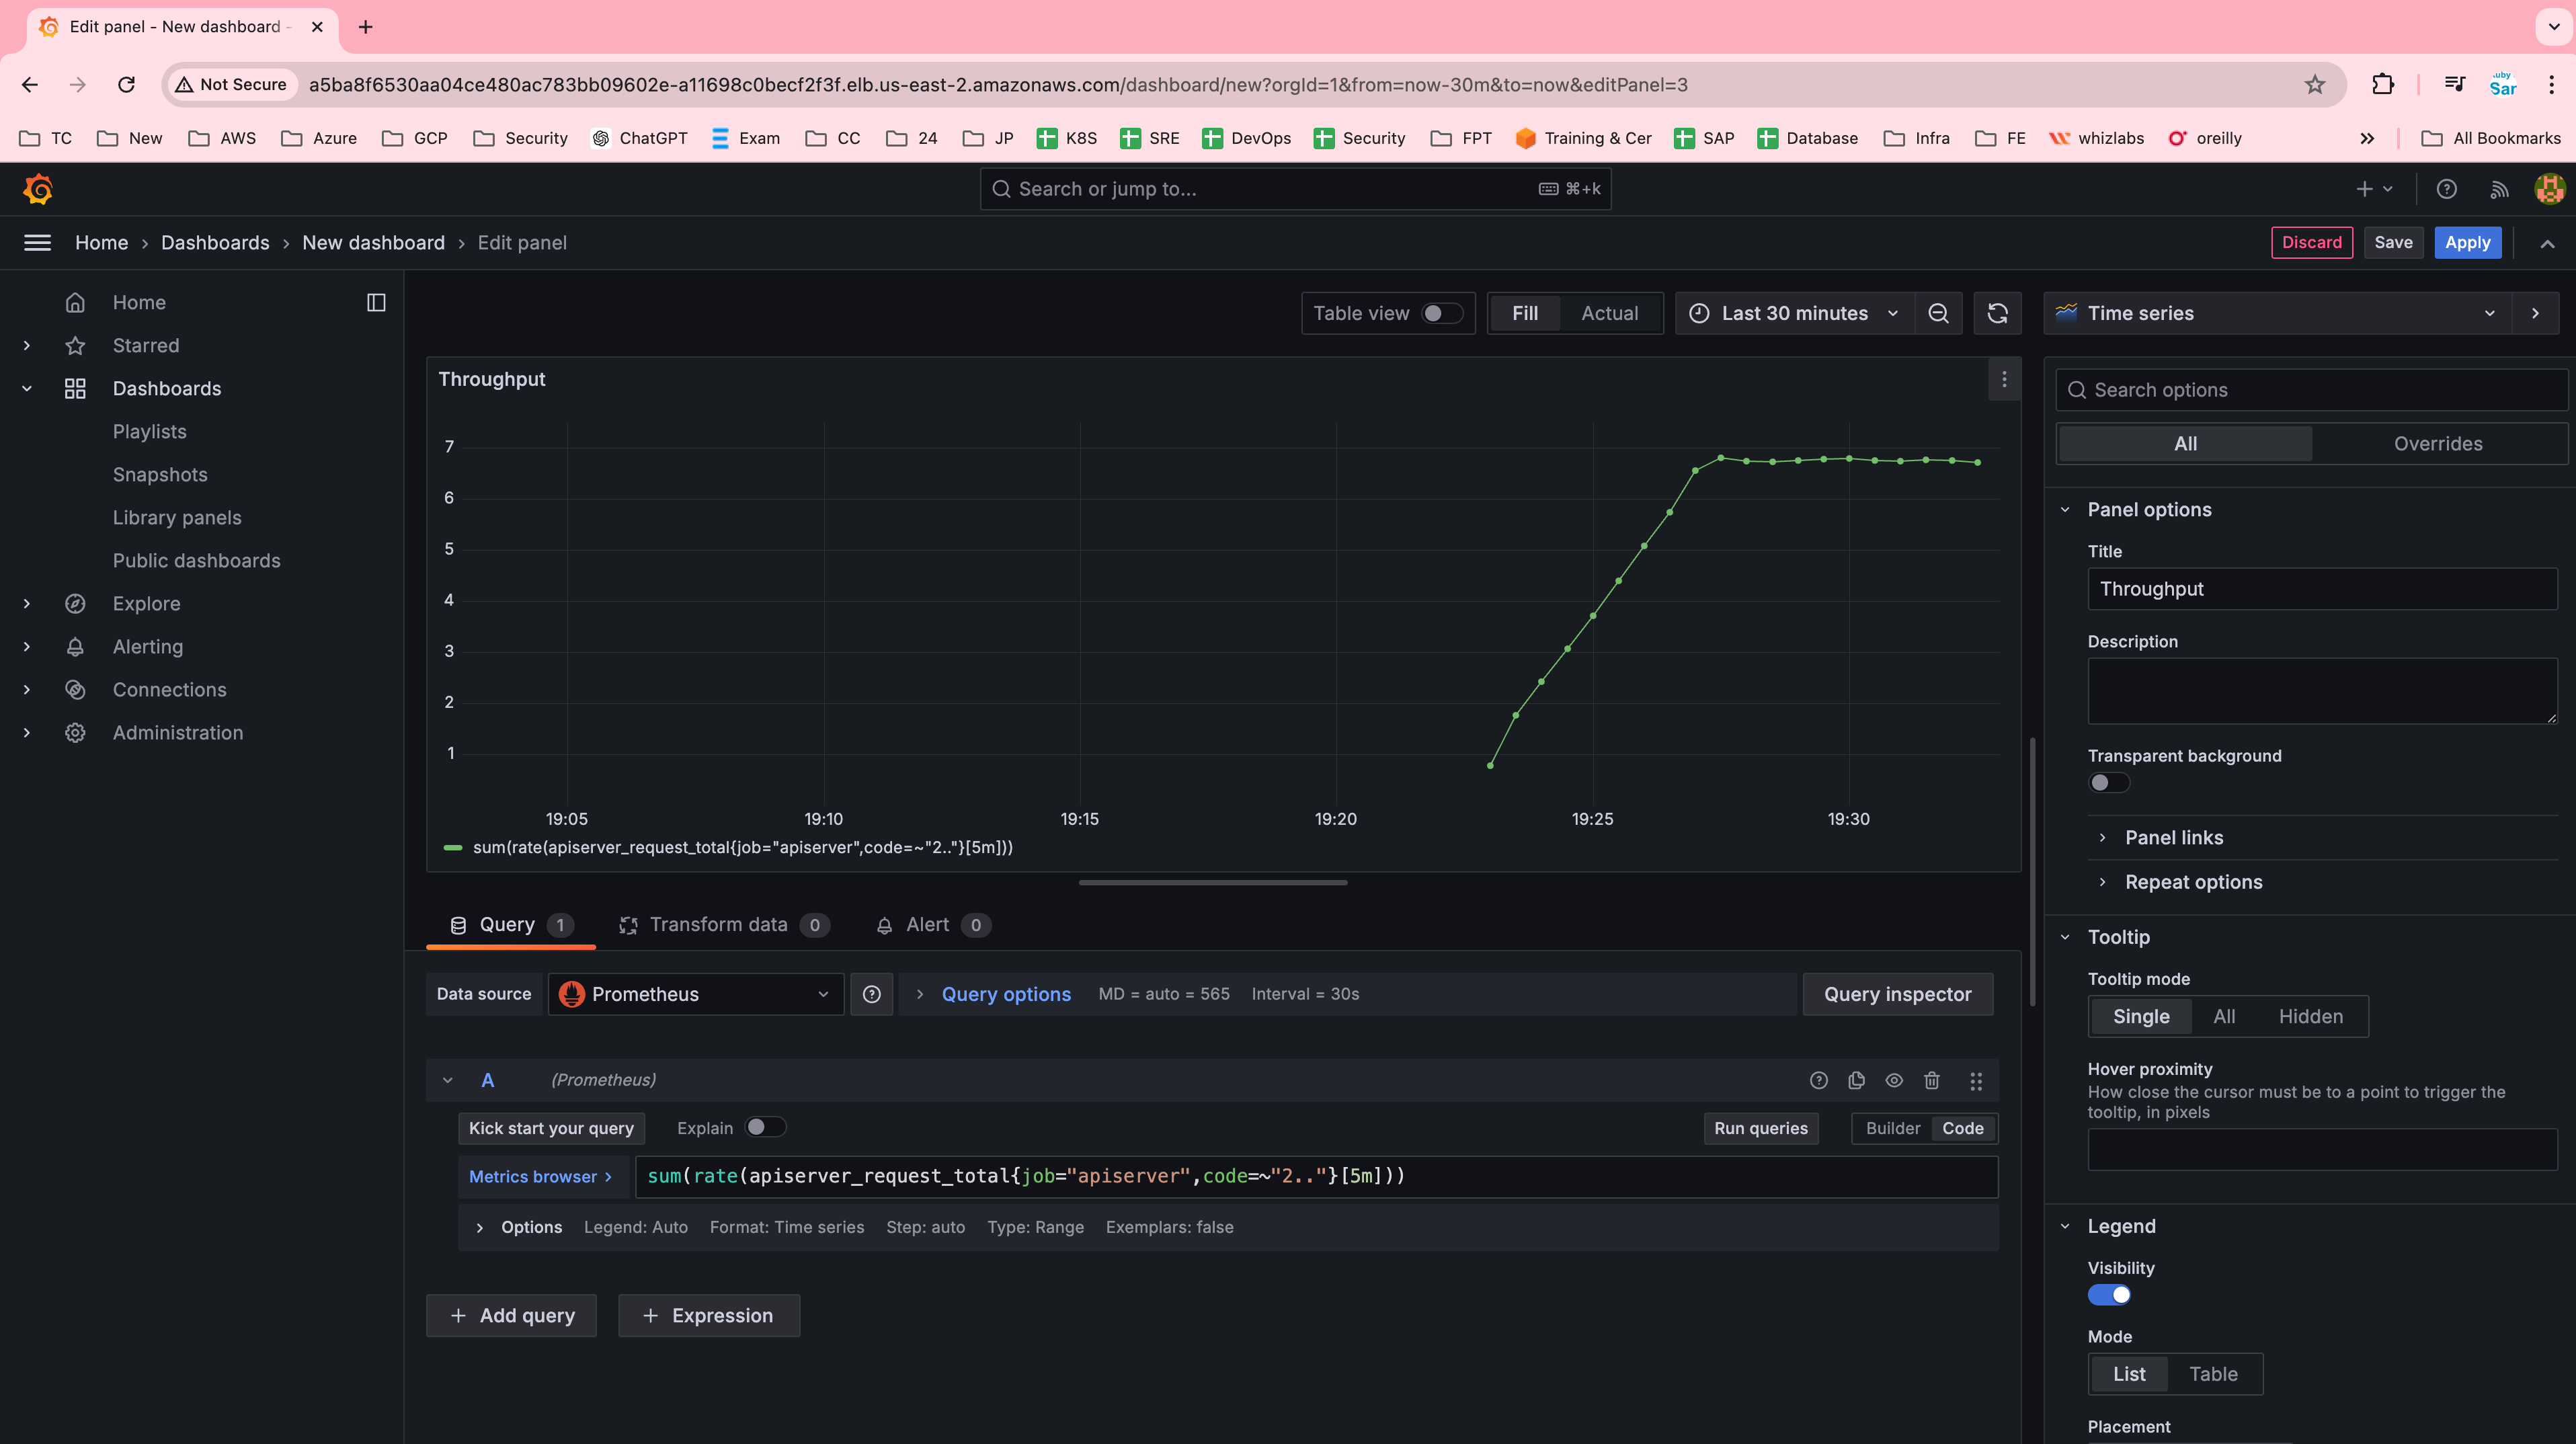 Edit panel - New dashboard -
Not Secure
a5ba8f6530aa04ce480ac783bb09602e-a11698c0becf2f3f.elb.us-east-2.amazonaws.com/dashboard/new?orgId=1&from=now-30m&to=now&editPanel=3
uby
Sar
TC New AWS Azure GCP Security ChatGPT Exam CC 24 JP K8S SRE DevOps Security FPT Training & Cer SAP Database Infra FE whizlabs oreilly All Bookmarks
Search or jump to... ⌘+k
Home › Dashboards › New dashboard › Edit panel
Discard Save Apply
Home
Starred
Dashboards
Playlists
Snapshots
Library panels
Public dashboards
Explore
Alerting
Connections
Administration
Table view Fill Actual Last 30 minutes
Throughput
7
6
5
4
3
2
1
19:05 19:10 19:15 19:20 19:25 19:30
sum(rate(apiserver_request_total{job="apiserver",code=~"2.."}[5m]))
Query 1 Transform data 0 Alert 0
Data source Prometheus Query options MD = auto = 565 Interval = 30s Query inspector
A (Prometheus)
Kick start your query Explain Run queries Builder Code
Metrics browser > sum(rate(apiserver_request_total{job="apiserver",code=~"2.."}[5m]))
Options Legend: Auto Format: Time series Step: auto Type: Range Exemplars: false
+ Add query + Expression
Time series
Search options
All Overrides
Panel options
Title
Throughput
Description
Transparent background
Panel links
Repeat options
Tooltip
Tooltip mode
Single All Hidden
Hover proximity
How close the cursor must be to a point to trigger the
tooltip, in pixels
Legend
Visibility
Mode
List Table
Placement